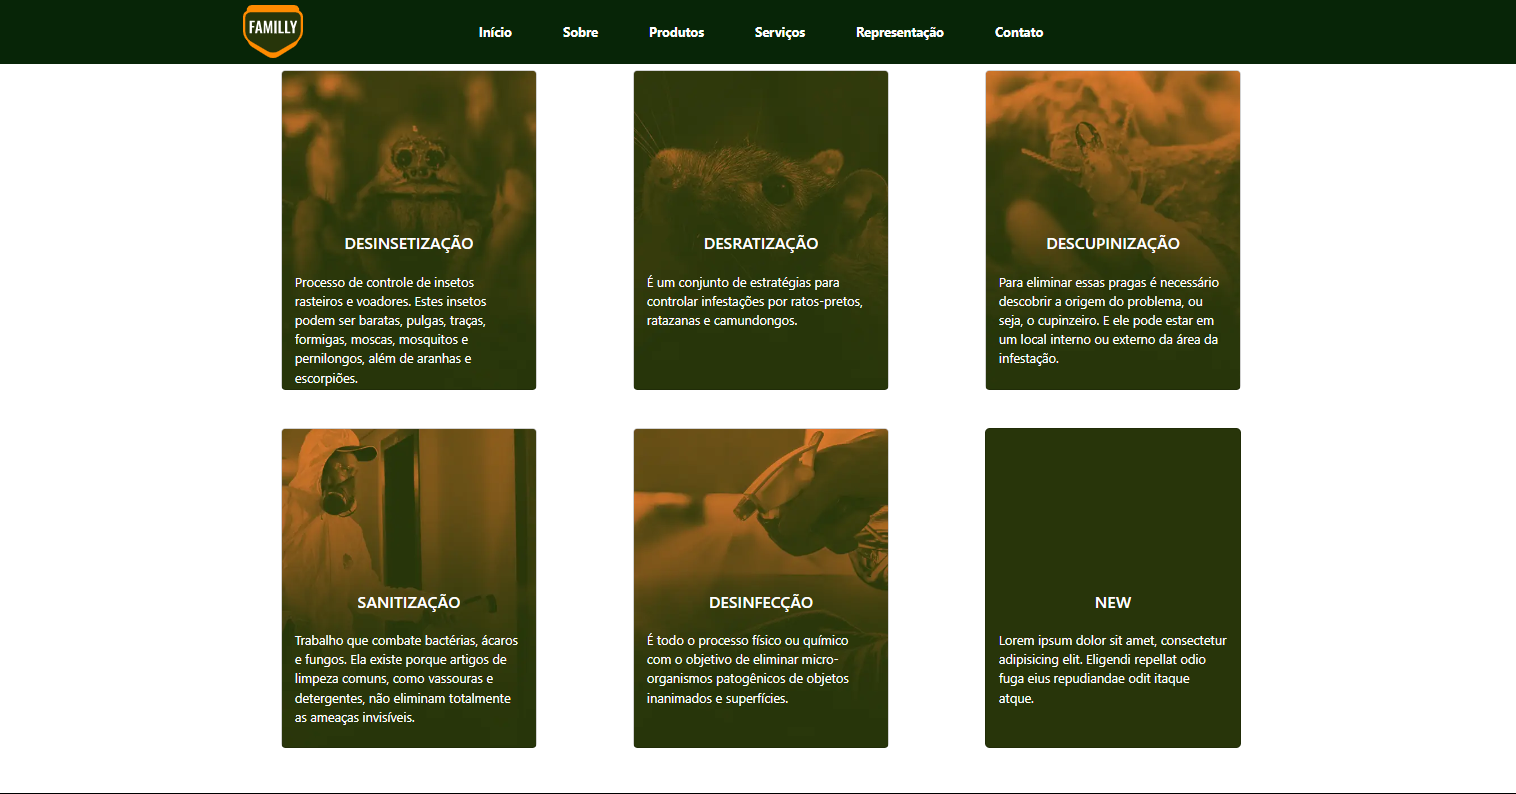 FAMILLY
Início Sobre Produtos Serviços Representação Contato
DESINSETIZAÇÃO
Processo de controle de insetos
rasteiros e voadores. Estes insetos
podem ser baratas, pulgas, traças,
formigas, moscas, mosquitos e
pernilongos, além de aranhas e
escorpiões.
DESRATIZAÇÃO
É um conjunto de estratégias para
controlar infestações por ratos-pretos,
ratazanas e camundongos.
DESCUPINIZAÇÃO
Para eliminar essas pragas é necessário
descobrir a origem do problema, ou
seja, o cupinzeiro. E ele pode estar em
um local interno ou externo da área da
infestação.
SANITIZAÇÃO
Trabalho que combate bactérias, ácaros
e fungos. Ela existe porque artigos de
limpeza comuns, como vassouras e
detergentes, não eliminam totalmente
as ameaças invisíveis.
DESINFECÇÃO
É todo o processo físico ou químico
com o objetivo de eliminar micro-
organismos patogênicos de objetos
inanimados e superfícies.
NEW
Lorem ipsum dolor sit amet, consectetur
adipisicing elit. Eligendi repellat odio
fuga eius repudiandae odit itaque
atque.